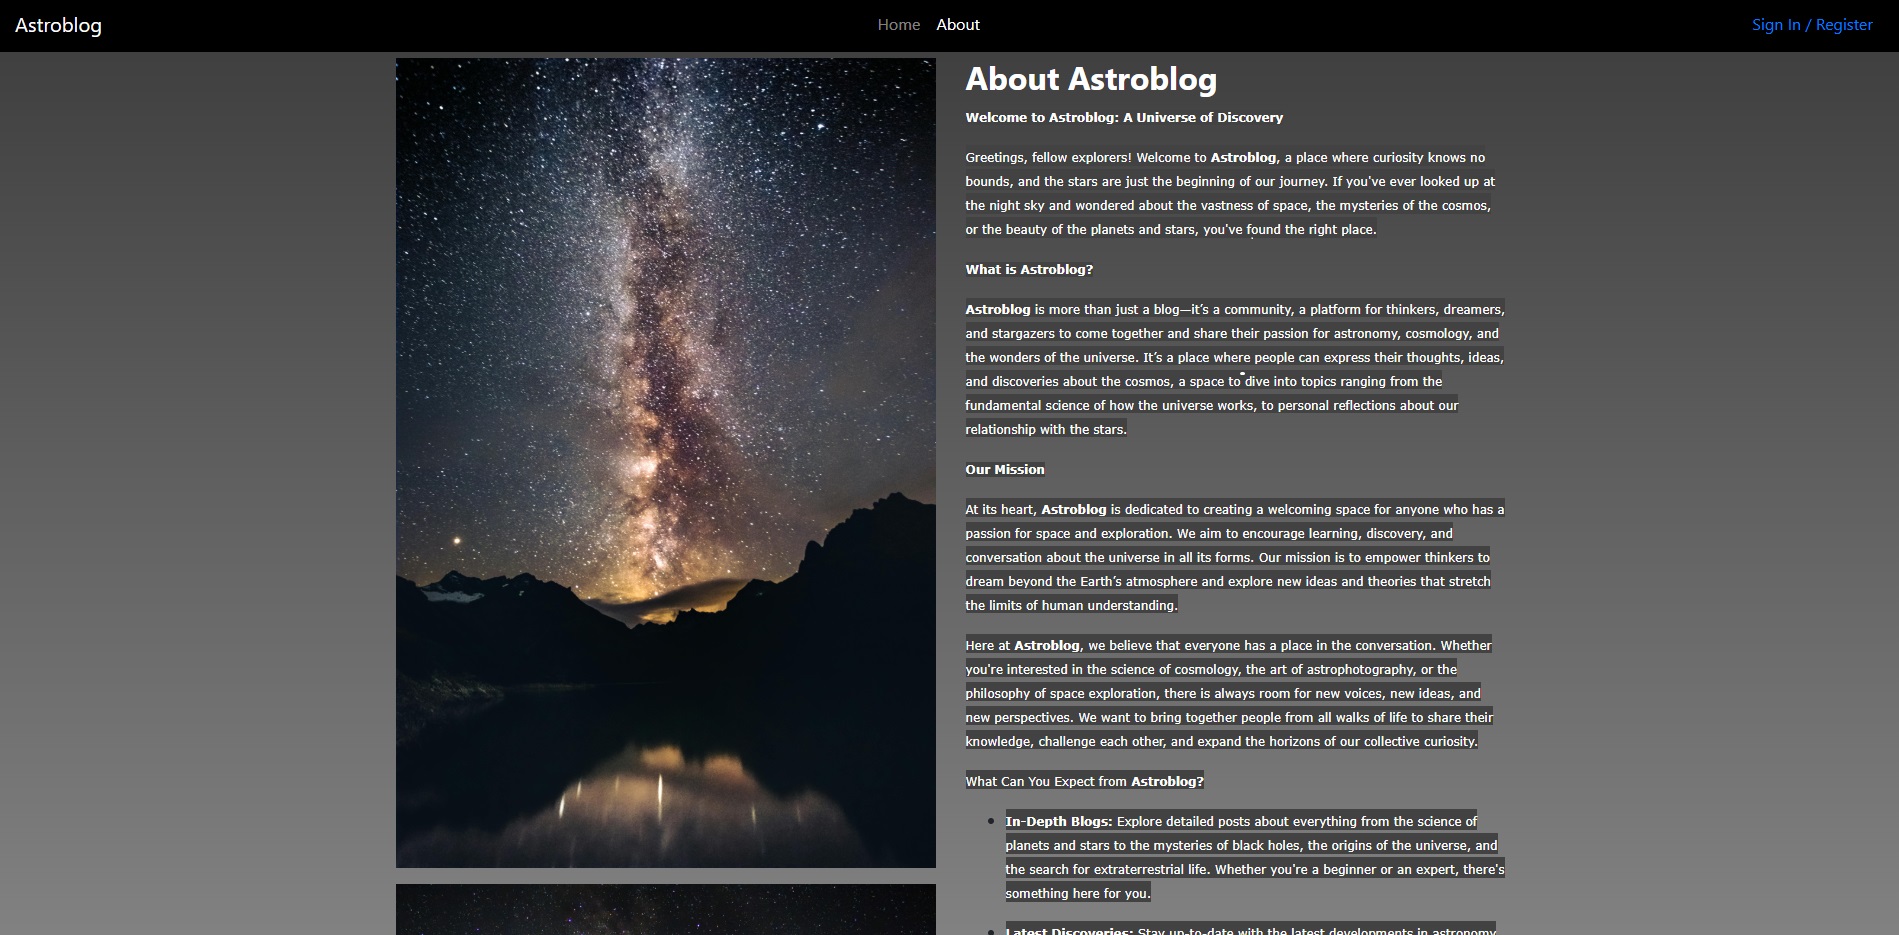 Astroblog
Home About
Sign In / Register
About Astroblog
Welcome to Astroblog: A Universe of Discovery
Greetings, fellow explorers! Welcome to Astroblog, a place where curiosity knows no
bounds, and the stars are just the beginning of our journey. If you've ever looked up at
the night sky and wondered about the vastness of space, the mysteries of the cosmos,
or the beauty of the planets and stars, you've found the right place.
What is Astroblog?
Astroblog is more than just a blog—it’s a community, a platform for thinkers, dreamers,
and stargazers to come together and share their passion for astronomy, cosmology, and
the wonders of the universe. It’s a place where people can express their thoughts, ideas,
and discoveries about the cosmos, a space to dive into topics ranging from the
fundamental science of how the universe works, to personal reflections about our
relationship with the stars.
Our Mission
At its heart, Astroblog is dedicated to creating a welcoming space for anyone who has a
passion for space and exploration. We aim to encourage learning, discovery, and
conversation about the universe in all its forms. Our mission is to empower thinkers to
dream beyond the Earth’s atmosphere and explore new ideas and theories that stretch
the limits of human understanding.
Here at Astroblog, we believe that everyone has a place in the conversation. Whether
you're interested in the science of cosmology, the art of astrophotography, or the
philosophy of space exploration, there is always room for new voices, new ideas, and
new perspectives. We want to bring together people from all walks of life to share their
knowledge, challenge each other, and expand the horizons of our collective curiosity.
What Can You Expect from Astroblog?
• In-Depth Blogs: Explore detailed posts about everything from the science of
planets and stars to the mysteries of black holes, the origins of the universe, and
the search for extraterrestrial life. Whether you're a beginner or an expert, there's
something here for you.
• Latest Discoveries: Stay up-to-date with the latest developments in astronomy